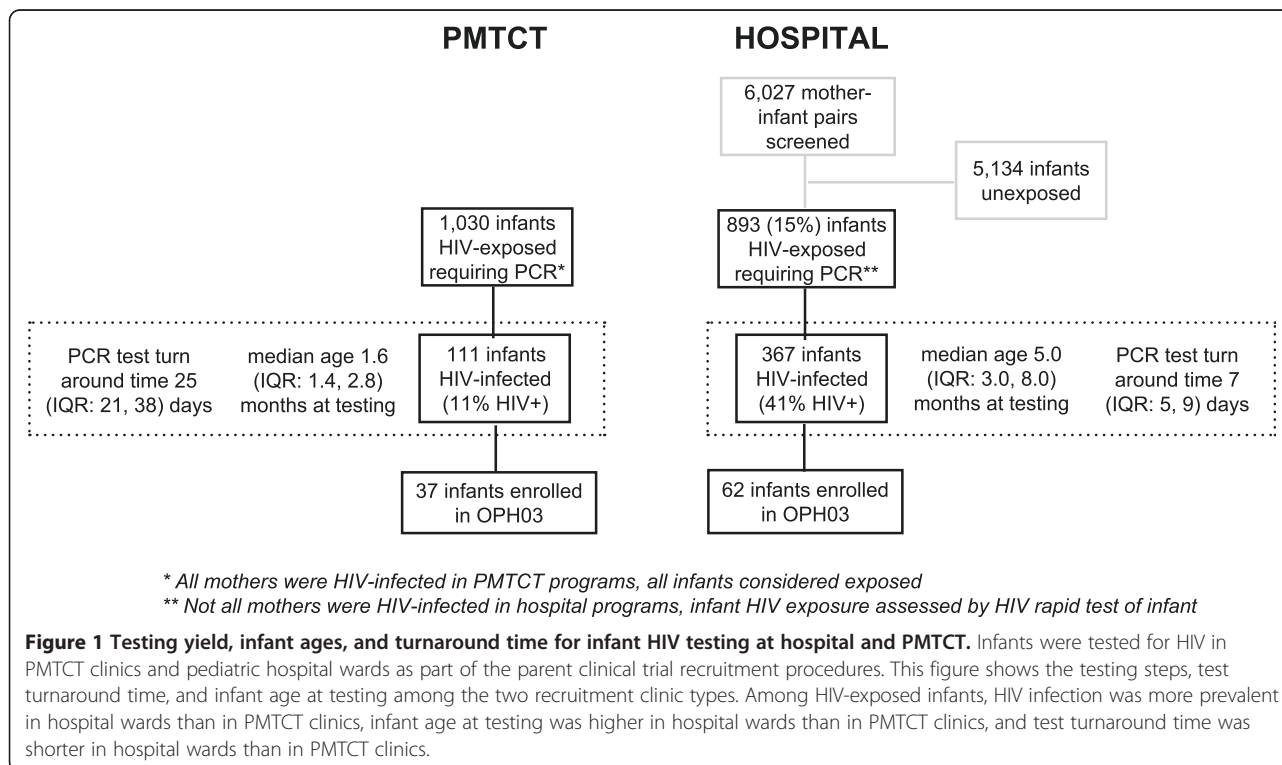 PMTCT
HOSPITAL
6,027 mother-
infant pairs
screened
5,134 infants
unexposed
1,030 infants
HIV-exposed
requiring PCR*
893 (15%) infants
HIV-exposed
requiring PCR**
PCR test turn
around time 25
(IQR: 21, 38) days
median age 1.6
(IQR: 1.4, 2.8)
months at testing
111 infants
HIV-infected
(11% HIV+)
367 infants
HIV-infected
(41% HIV+)
median age 5.0
(IQR: 3.0, 8.0)
months at testing
PCR test turn
around time 7
(IQR: 5, 9) days
37 infants enrolled
in OPH03
62 infants enrolled
in OPH03
* All mothers were HIV-infected in PMTCT programs, all infants considered exposed
** Not all mothers were HIV-infected in hospital programs, infant HIV exposure assessed by HIV rapid test of infant
Figure 1 Testing yield, infant ages, and turnaround time for infant HIV testing at hospital and PMTCT. Infants were tested for HIV in
PMTCT clinics and pediatric hospital wards as part of the parent clinical trial recruitment procedures. This figure shows the testing steps, test
turnaround time, and infant age at testing among the two recruitment clinic types. Among HIV-exposed infants, HIV infection was more prevalent
in hospital wards than in PMTCT clinics, infant age at testing was higher in hospital wards than in PMTCT clinics, and test turnaround time was
shorter in hospital wards than in PMTCT clinics.